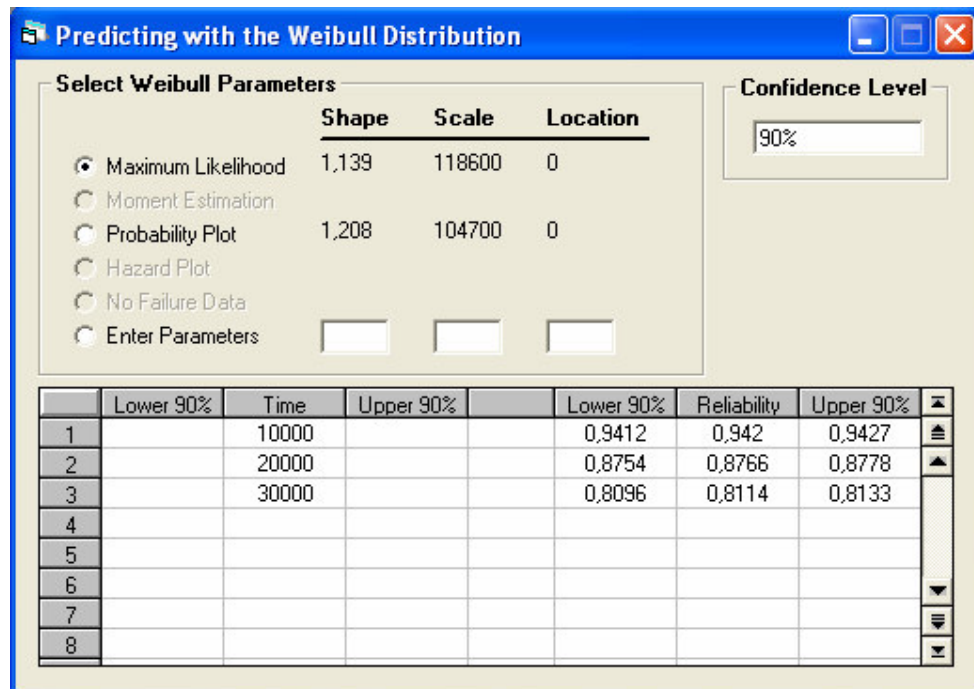 Predicting with the Weibull Distribution
Select Weibull Parameters
Shape Scale Location
Maximum Likelihood 1,139 118600 0
Moment Estimation
Probability Plot 1,208 104700 0
Hazard Plot
No Failure Data
Enter Parameters
Confidence Level
90%
Lower 90% Time Upper 90% Lower 90% Reliability Upper 90%
1 10000 0,9412 0,942 0,9427
2 20000 0,8754 0,8766 0,8778
3 30000 0,8096 0,8114 0,8133
4
5
6
7
8